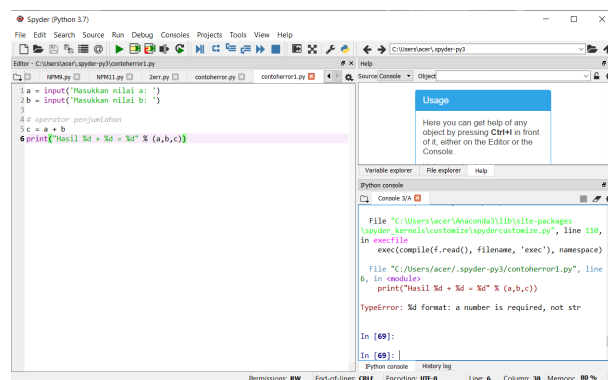 Spyder (Python 3.7)
File Edit Search Source Run Debug Consoles Projects Tools View Help
C:\Users\acer\.spyder-py3
Editor - C:\Users\acer\.spyder-py3\contoherror1.py
Help
NPM9.py NPM11.py 2err.py contoherror.py contoherror1.py
Source Console Object
1 a = input('Masukkan nilai a: ')
2 b = input('Masukkan nilai b: ')
3
4 # operator penjumlahan
5 c = a + b
6 print("Hasil %d + %d = %d" % (a,b,c))
Usage
Here you can get help of any
object by pressing Ctrl+I in front
of it, either on the Editor or the
Console.
Variable explorer File explorer Help
IPython console
Console 3/A
File "C:\Users\acer\Anaconda3\lib\site-packages
\spyder_kernels\customize\spydercustomize.py", line 110,
in execfile
exec(compile(f.read(), filename, 'exec'), namespace)
File "C:/Users/acer/.spyder-py3/contoherror1.py", line
6, in <module>
print("Hasil %d + %d = %d" % (a,b,c))
TypeError: %d format: a number is required, not str
In [69]:
In [69]:
IPython console History log
Permissions: RW End-of-lines: CRLF Encoding: UTF-8 Line: 6 Column: 38 Memory: 80 %